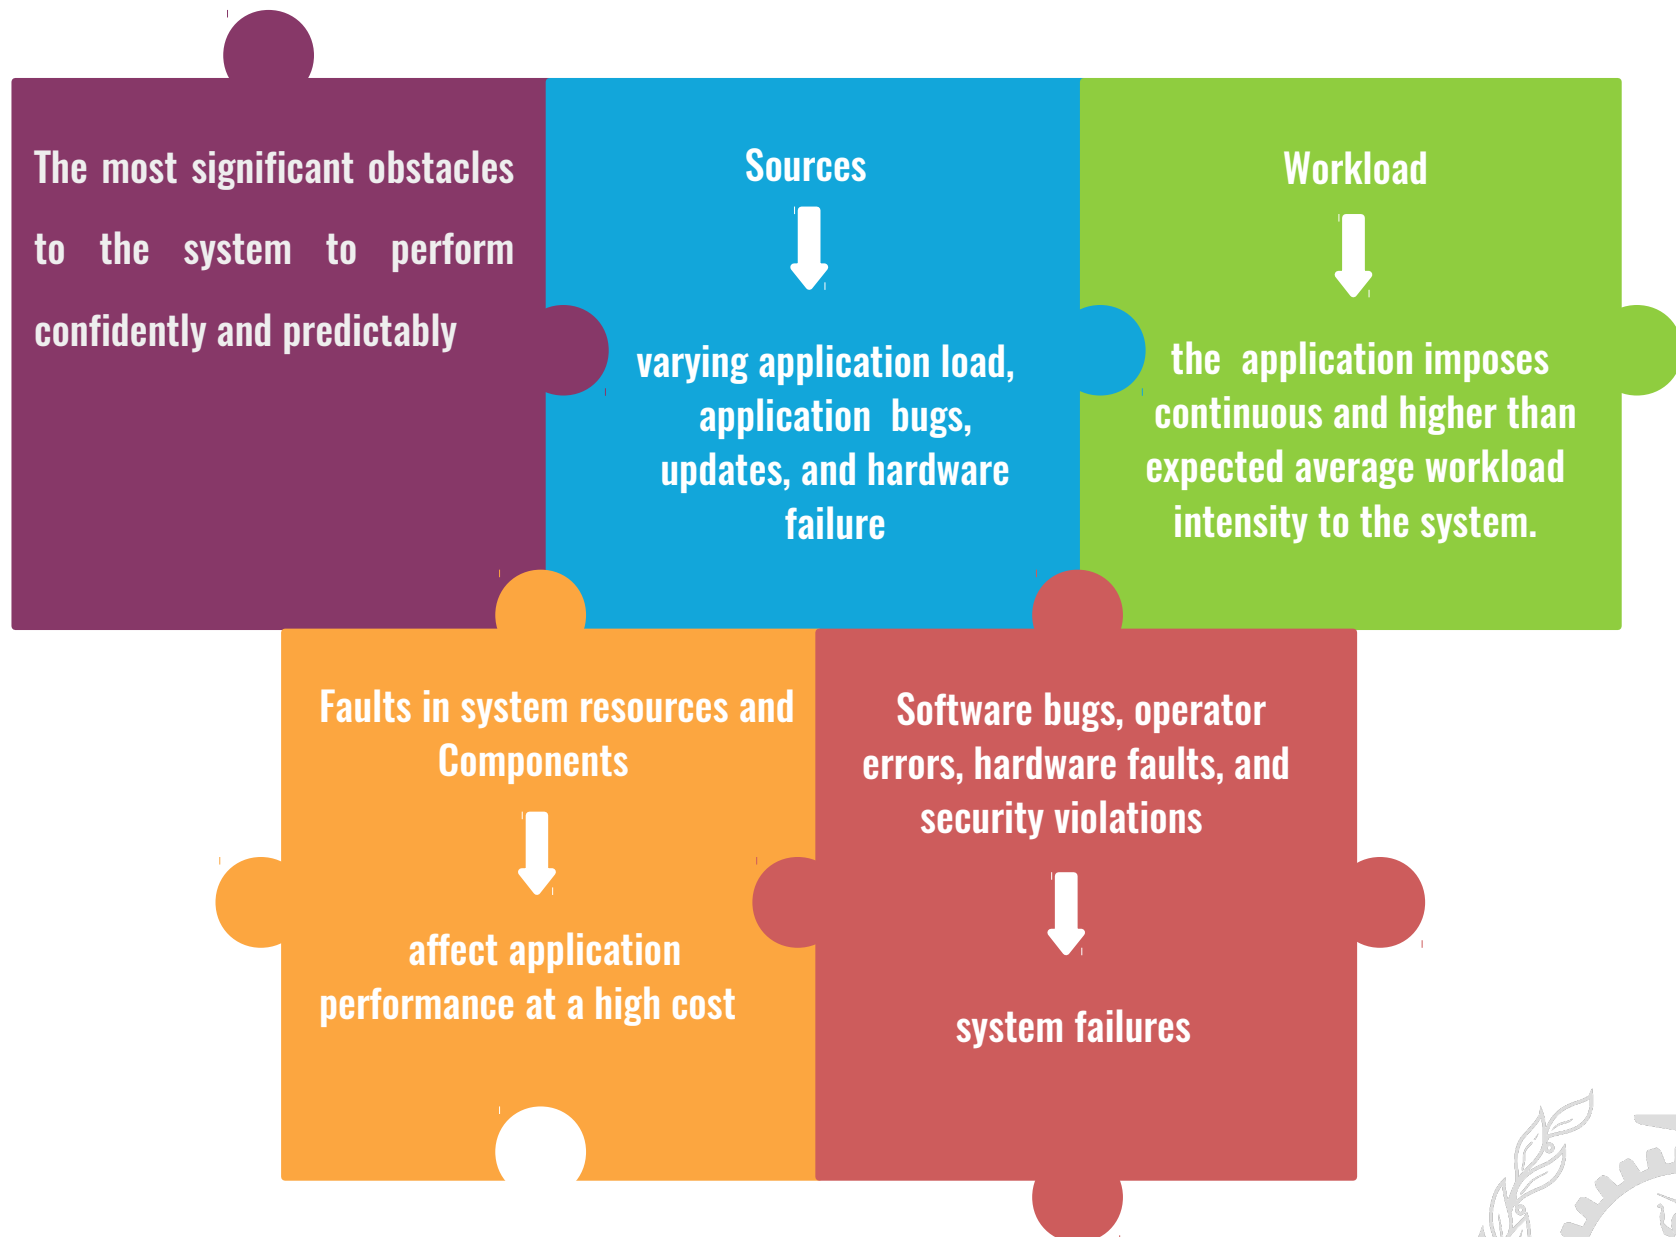 The most significant obstacles
to the system to perform
confidently and predictably
Sources
varying application load,
application bugs,
updates, and hardware
failure
Workload
the application imposes
continuous and higher than
expected average workload
intensity to the system.
Faults in system resources and
Components
affect application
performance at a high cost
Software bugs, operator
errors, hardware faults, and
security violations
system failures